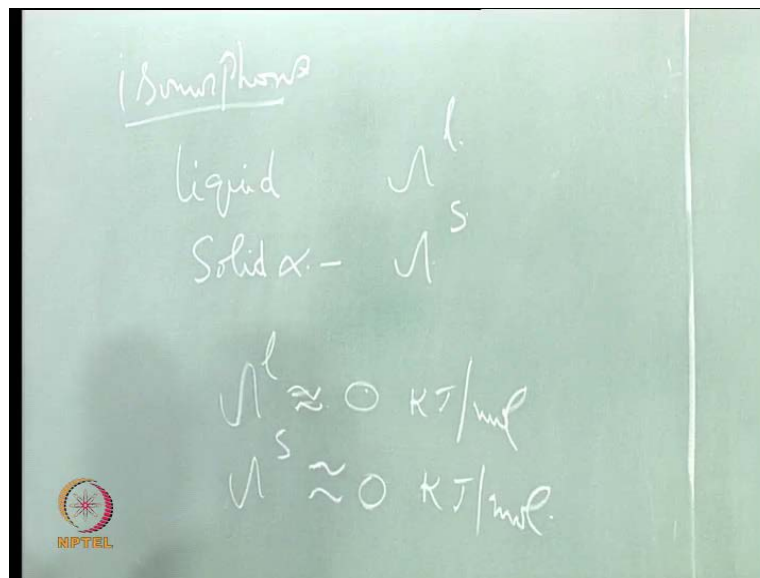 isomorphous
liquid Ω^l
Solid α - Ω^s
Ω^l ≈ 0 KJ/mol
Ω^s ≈ 0 KJ/mol.
NPTEL